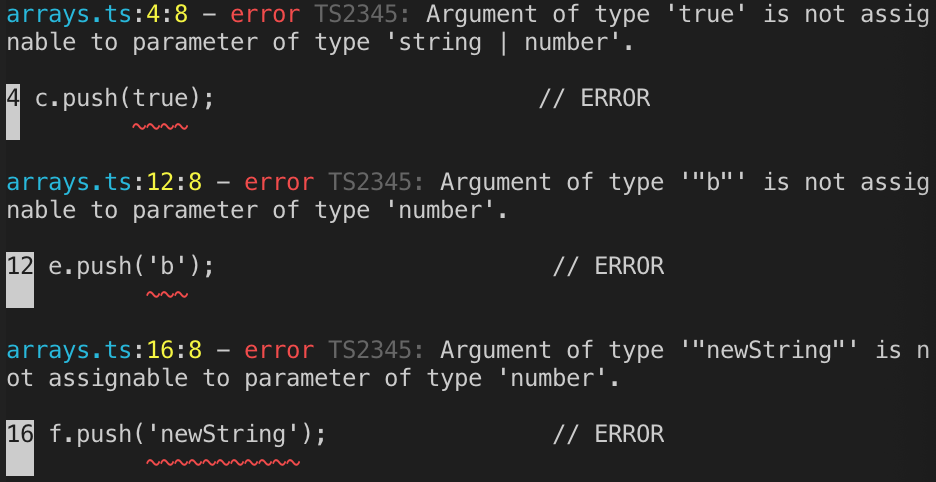 arrays.ts:4:8 – error TS2345: Argument of type 'true' is not assig
nable to parameter of type 'string | number'.
4 c.push(true); // ERROR
~~~~
arrays.ts:12:8 – error TS2345: Argument of type '"b"' is not assig
nable to parameter of type 'number'.
12 e.push('b'); // ERROR
~~~
arrays.ts:16:8 – error TS2345: Argument of type '"newString"' is n
ot assignable to parameter of type 'number'.
16 f.push('newString'); // ERROR
~~~~~~~~~~~